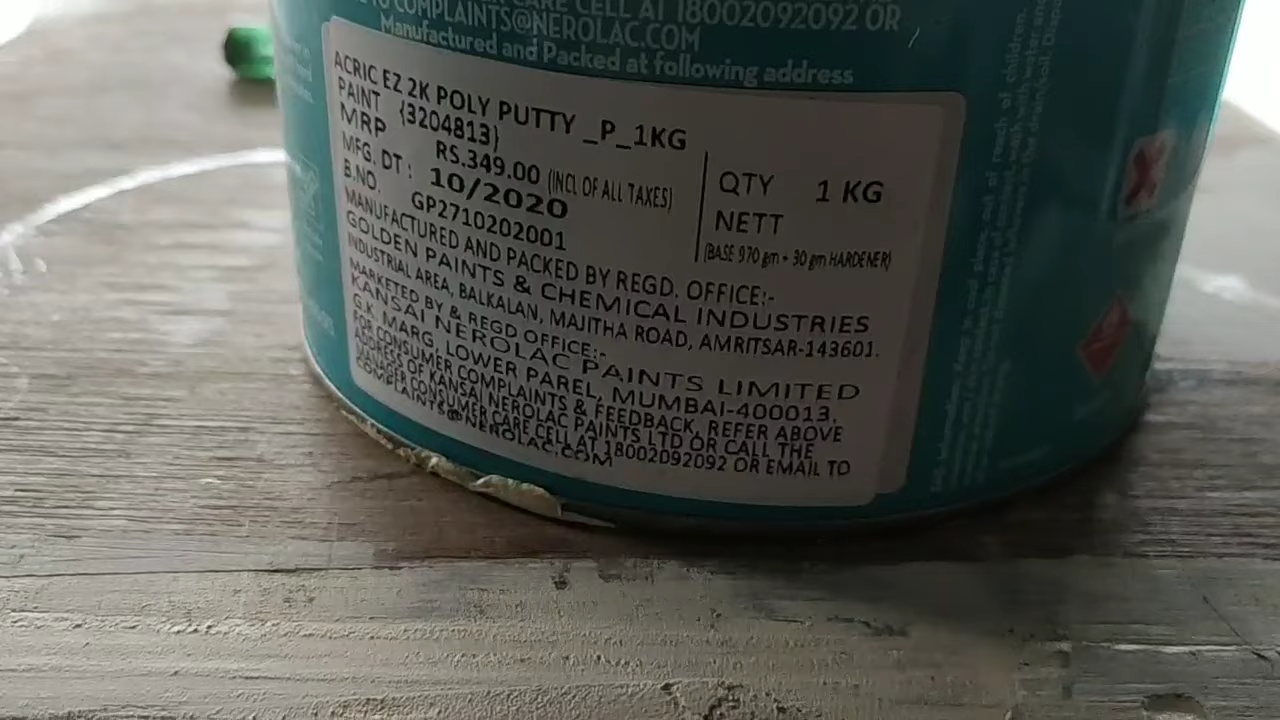 CARE CELL AT 18002092092 OR
TO COMPLAINTS@NEROLAC.COM
Manufactured and Packed at following address
ACRIC EZ 2K POLY PUTTY _P_1KG
PAINT {3204813}
MRP RS.349.00 (INCL OF ALL TAXES)
MFG. DT : 10/2020
B.NO. GP2710202001
QTY 1 KG
NETT
(BASE 970 gm + 30 gm HARDENER)
MANUFACTURED AND PACKED BY REGD. OFFICE:-
GOLDEN PAINTS & CHEMICAL INDUSTRIES
INDUSTRIAL AREA, BALKALAN, MAJITHA ROAD, AMRITSAR-143601.
MARKETED BY & REGD OFFICE:-
KANSAI NEROLAC PAINTS LIMITED
G.K. MARG, LOWER PAREL, MUMBAI-400013,
FOR CONSUMER COMPLAINTS & FEEDBACK, REFER ABOVE
ADDRESS OF KANSAI NEROLAC PAINTS LTD OR CALL THE
CONSUMER CARE CELL AT 18002092092 OR EMAIL TO
LAINTS@NEROLAC.COM
reach of children.